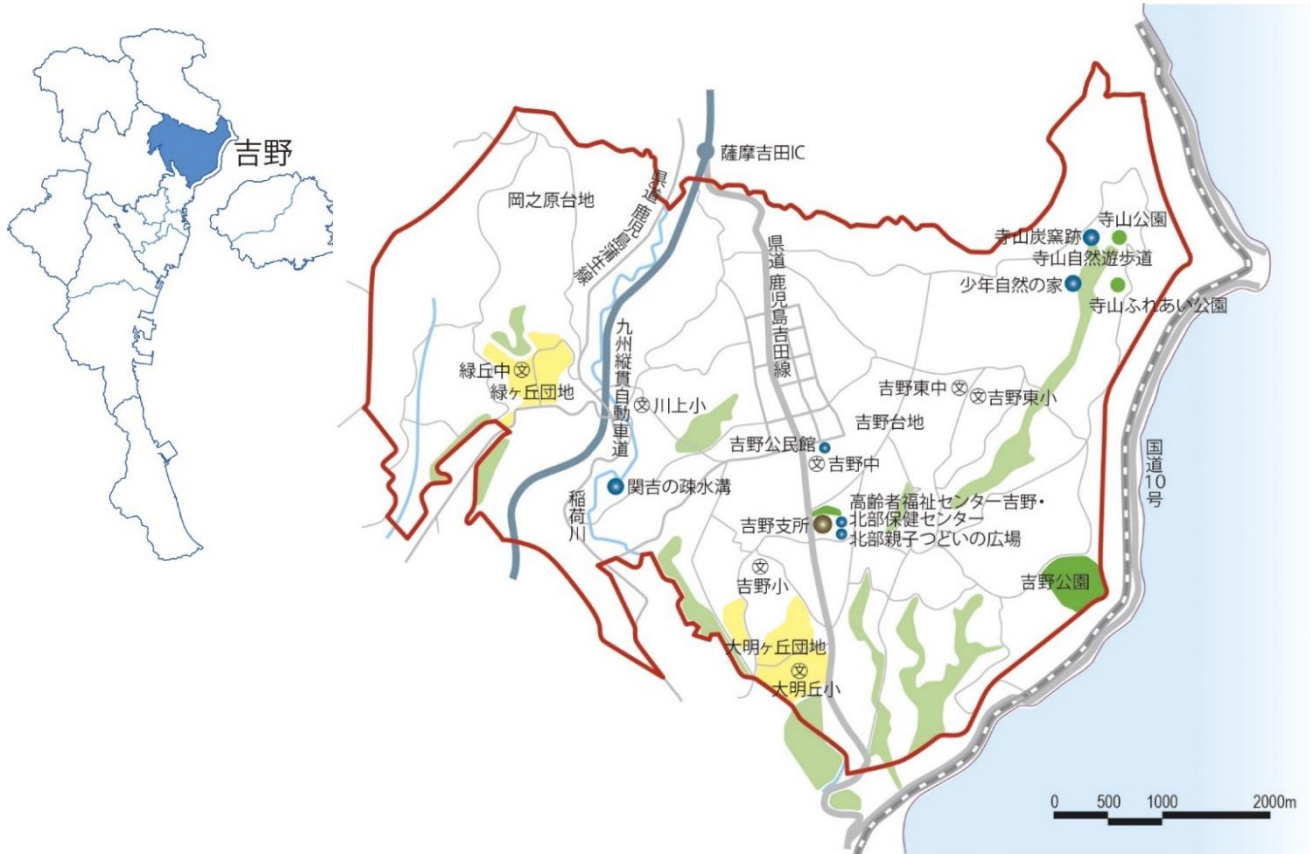 吉野
薩摩吉田IC
県道 鹿児島蒲生線
岡之原台地
寺山公園
寺山炭窯跡
寺山自然遊歩道
少年自然の家
寺山ふれあい公園
県道 鹿児島吉田線
九州縦貫自動車道
緑丘中
文
緑ヶ丘団地
文
川上小
吉野東中
文
文
吉野東小
吉野台地
吉野公民館
文
吉野中
国道10号
関吉の疎水溝
稲荷川
高齢者福祉センター吉野・
北部保健センター
吉野支所
北部親子つどいの広場
文
吉野小
吉野公園
大明ヶ丘団地
文
大明丘小
0 500 1000 2000m